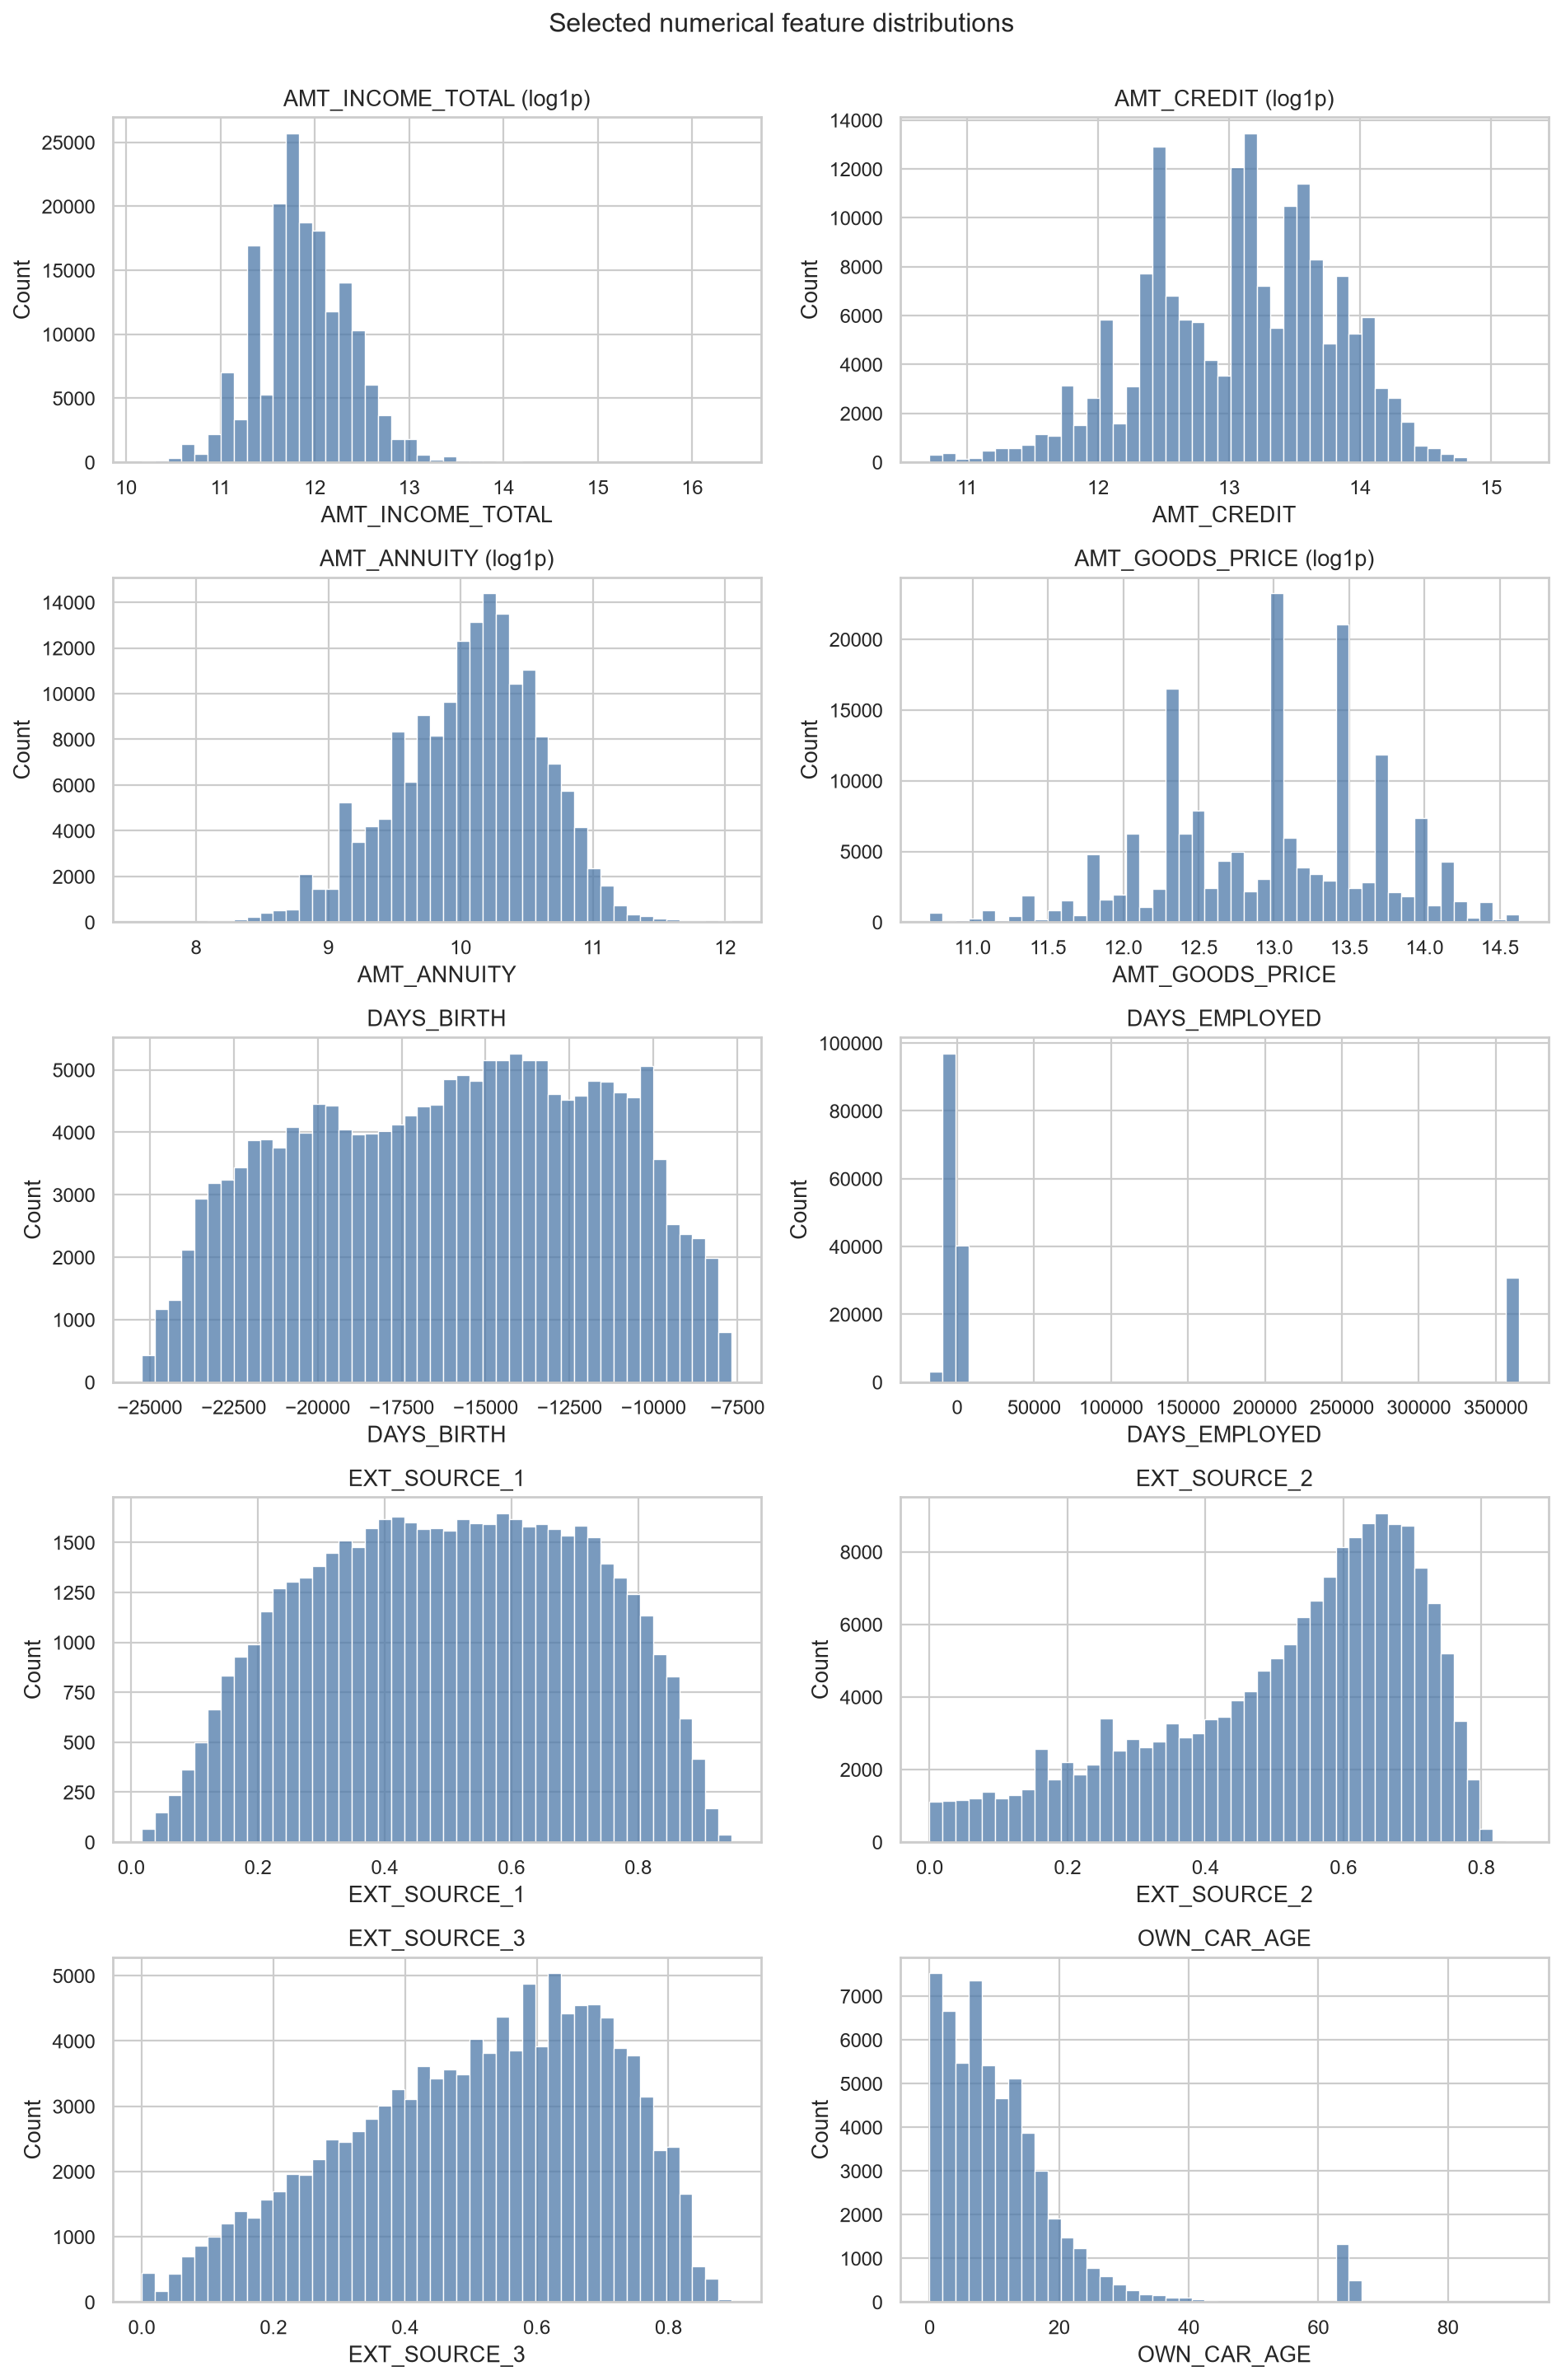 Selected numerical feature distributions
AMT_INCOME_TOTAL (log1p)
25000
20000
15000
10000
5000
0
Count
10 11 12 13 14 15 16
AMT_INCOME_TOTAL
AMT_CREDIT (log1p)
14000
12000
10000
8000
6000
4000
2000
0
Count
11 12 13 14 15
AMT_CREDIT
AMT_ANNUITY (log1p)
14000
12000
10000
8000
6000
4000
2000
0
Count
8 9 10 11 12
AMT_ANNUITY
AMT_GOODS_PRICE (log1p)
20000
15000
10000
5000
0
Count
11.0 11.5 12.0 12.5 13.0 13.5 14.0 14.5
AMT_GOODS_PRICE
DAYS_BIRTH
5000
4000
3000
2000
1000
0
Count
−25000 −22500 −20000 −17500 −15000 −12500 −10000 −7500
DAYS_BIRTH
DAYS_EMPLOYED
100000
80000
60000
40000
20000
0
Count
0 50000 100000 150000 200000 250000 300000 350000
DAYS_EMPLOYED
EXT_SOURCE_1
1500
1250
1000
750
500
250
0
Count
0.0 0.2 0.4 0.6 0.8
EXT_SOURCE_1
EXT_SOURCE_2
8000
6000
4000
2000
0
Count
0.0 0.2 0.4 0.6 0.8
EXT_SOURCE_2
EXT_SOURCE_3
5000
4000
3000
2000
1000
0
Count
0.0 0.2 0.4 0.6 0.8
EXT_SOURCE_3
OWN_CAR_AGE
7000
6000
5000
4000
3000
2000
1000
0
Count
0 20 40 60 80
OWN_CAR_AGE